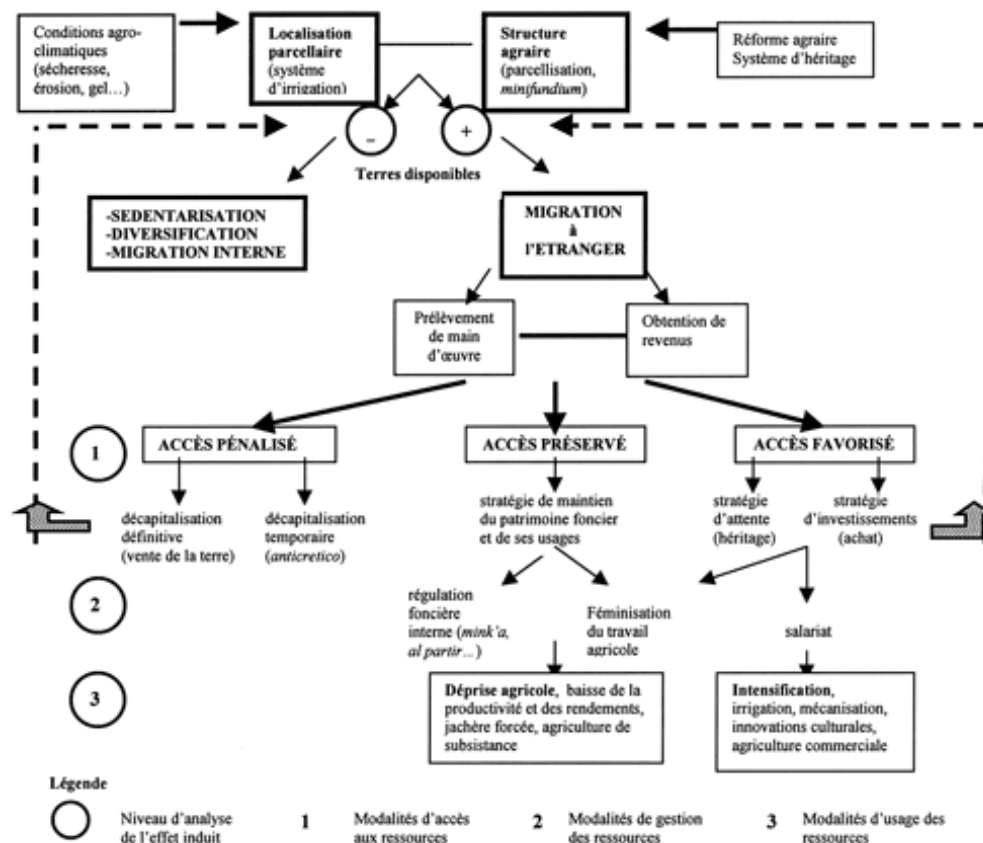 Conditions agro-
climatiques
(sécheresse,
érosion, gel...)
Localisation
parcellaire
(système
d'irrigation)
Structure
agraire
(parcellisation,
minifundium)
Réforme agraire
Système d'héritage
-
+
Terres disponibles
-SEDENTARISATION
-DIVERSIFICATION
-MIGRATION INTERNE
MIGRATION
à
l'ETRANGER
Prélèvement
de main
d'œuvre
Obtention de
revenus
1
ACCÈS PÉNALISÉ
ACCÈS PRÉSERVÉ
ACCÈS FAVORISÉ
décapitalisation
définitive
(vente de la terre)
décapitalisation
temporaire
(anticretico)
stratégie de maintien
du patrimoine foncier
et de ses usages
stratégie
d'attente
(héritage)
stratégie
d'investissements
(achat)
2
régulation
foncière
interne (mink'a,
al partir...)
Féminisation
du travail
agricole
salariat
3
Déprise agricole, baisse de la
productivité et des rendements,
jachère forcée, agriculture de
subsistance
Intensification,
irrigation, mécanisation,
innovations culturales,
agriculture commerciale
Légende
Niveau d'analyse
de l'effet induit
1 Modalités d'accès
aux ressources
2 Modalités de gestion
des ressources
3 Modalités d'usage des
ressources